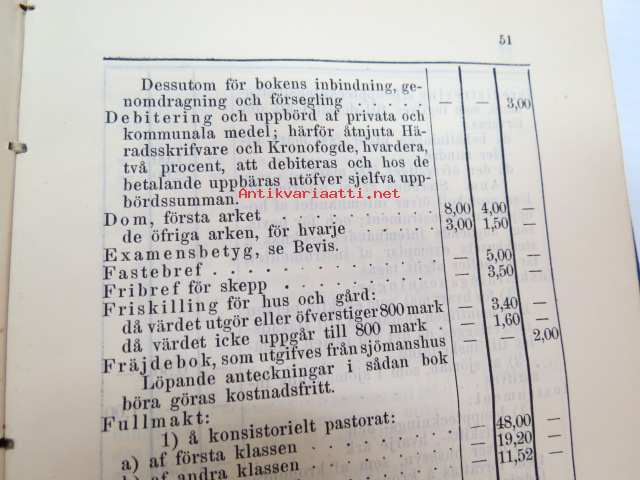 51
Dessutom för bokens inbindning, ge-
nomdragning och försegling . . . . . — — 3,00
Debitering och uppbörd af privata och
kommunala medel; härför åtnjuta Hä-
radsskrifvare och Kronofogde, hvardera,
två procent, att debiteras och hos de
betalande uppbäras utöfver sjelfva upp-
bördssumman.
Antikvariaatti.net
Dom, första arket . . . . . . . . 8,00 4,00 —
de öfriga arken, för hvarje . . . . . 3,00 1,50 —
Examensbetyg, se Bevis.
Fastebref . . . . . . . . . . . — 5,00 —
Fribref för skepp . . . . . . . . — 3,50 —
Friskilling för hus och gård:
då värdet utgör eller öfverstiger 800 mark — 3,40 —
då värdet icke uppgår till 800 mark . — 1,60 —
Fräjdebok, som utgifves från sjömanshus — — 2,00
Löpande anteckningar i sådan bok
böra göras kostnadsfritt.
Fullmakt:
1) å konsistorielt pastorat:
a) af första klassen . . . . . . . — 48,00 —
b) af andra klassen . . . . . . . — 19,20 —
— 11,52 —